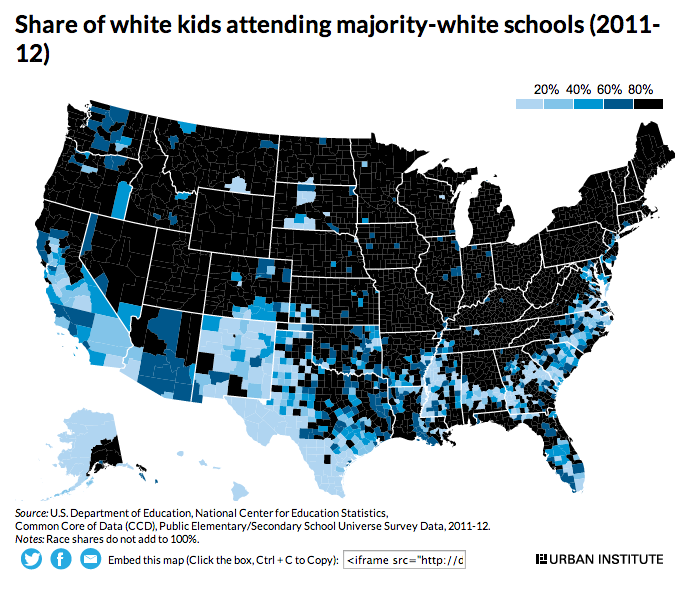 Share of white kids attending majority-white schools (2011-
12)
20% 40% 60% 80%
Source: U.S. Department of Education, National Center for Education Statistics,
Common Core of Data (CCD), Public Elementary/Secondary School Universe Survey Data, 2011-12.
Notes: Race shares do not add to 100%.
Embed this map (Click the box, Ctrl + C to Copy): <iframe src="http://d
URBAN INSTITUTE